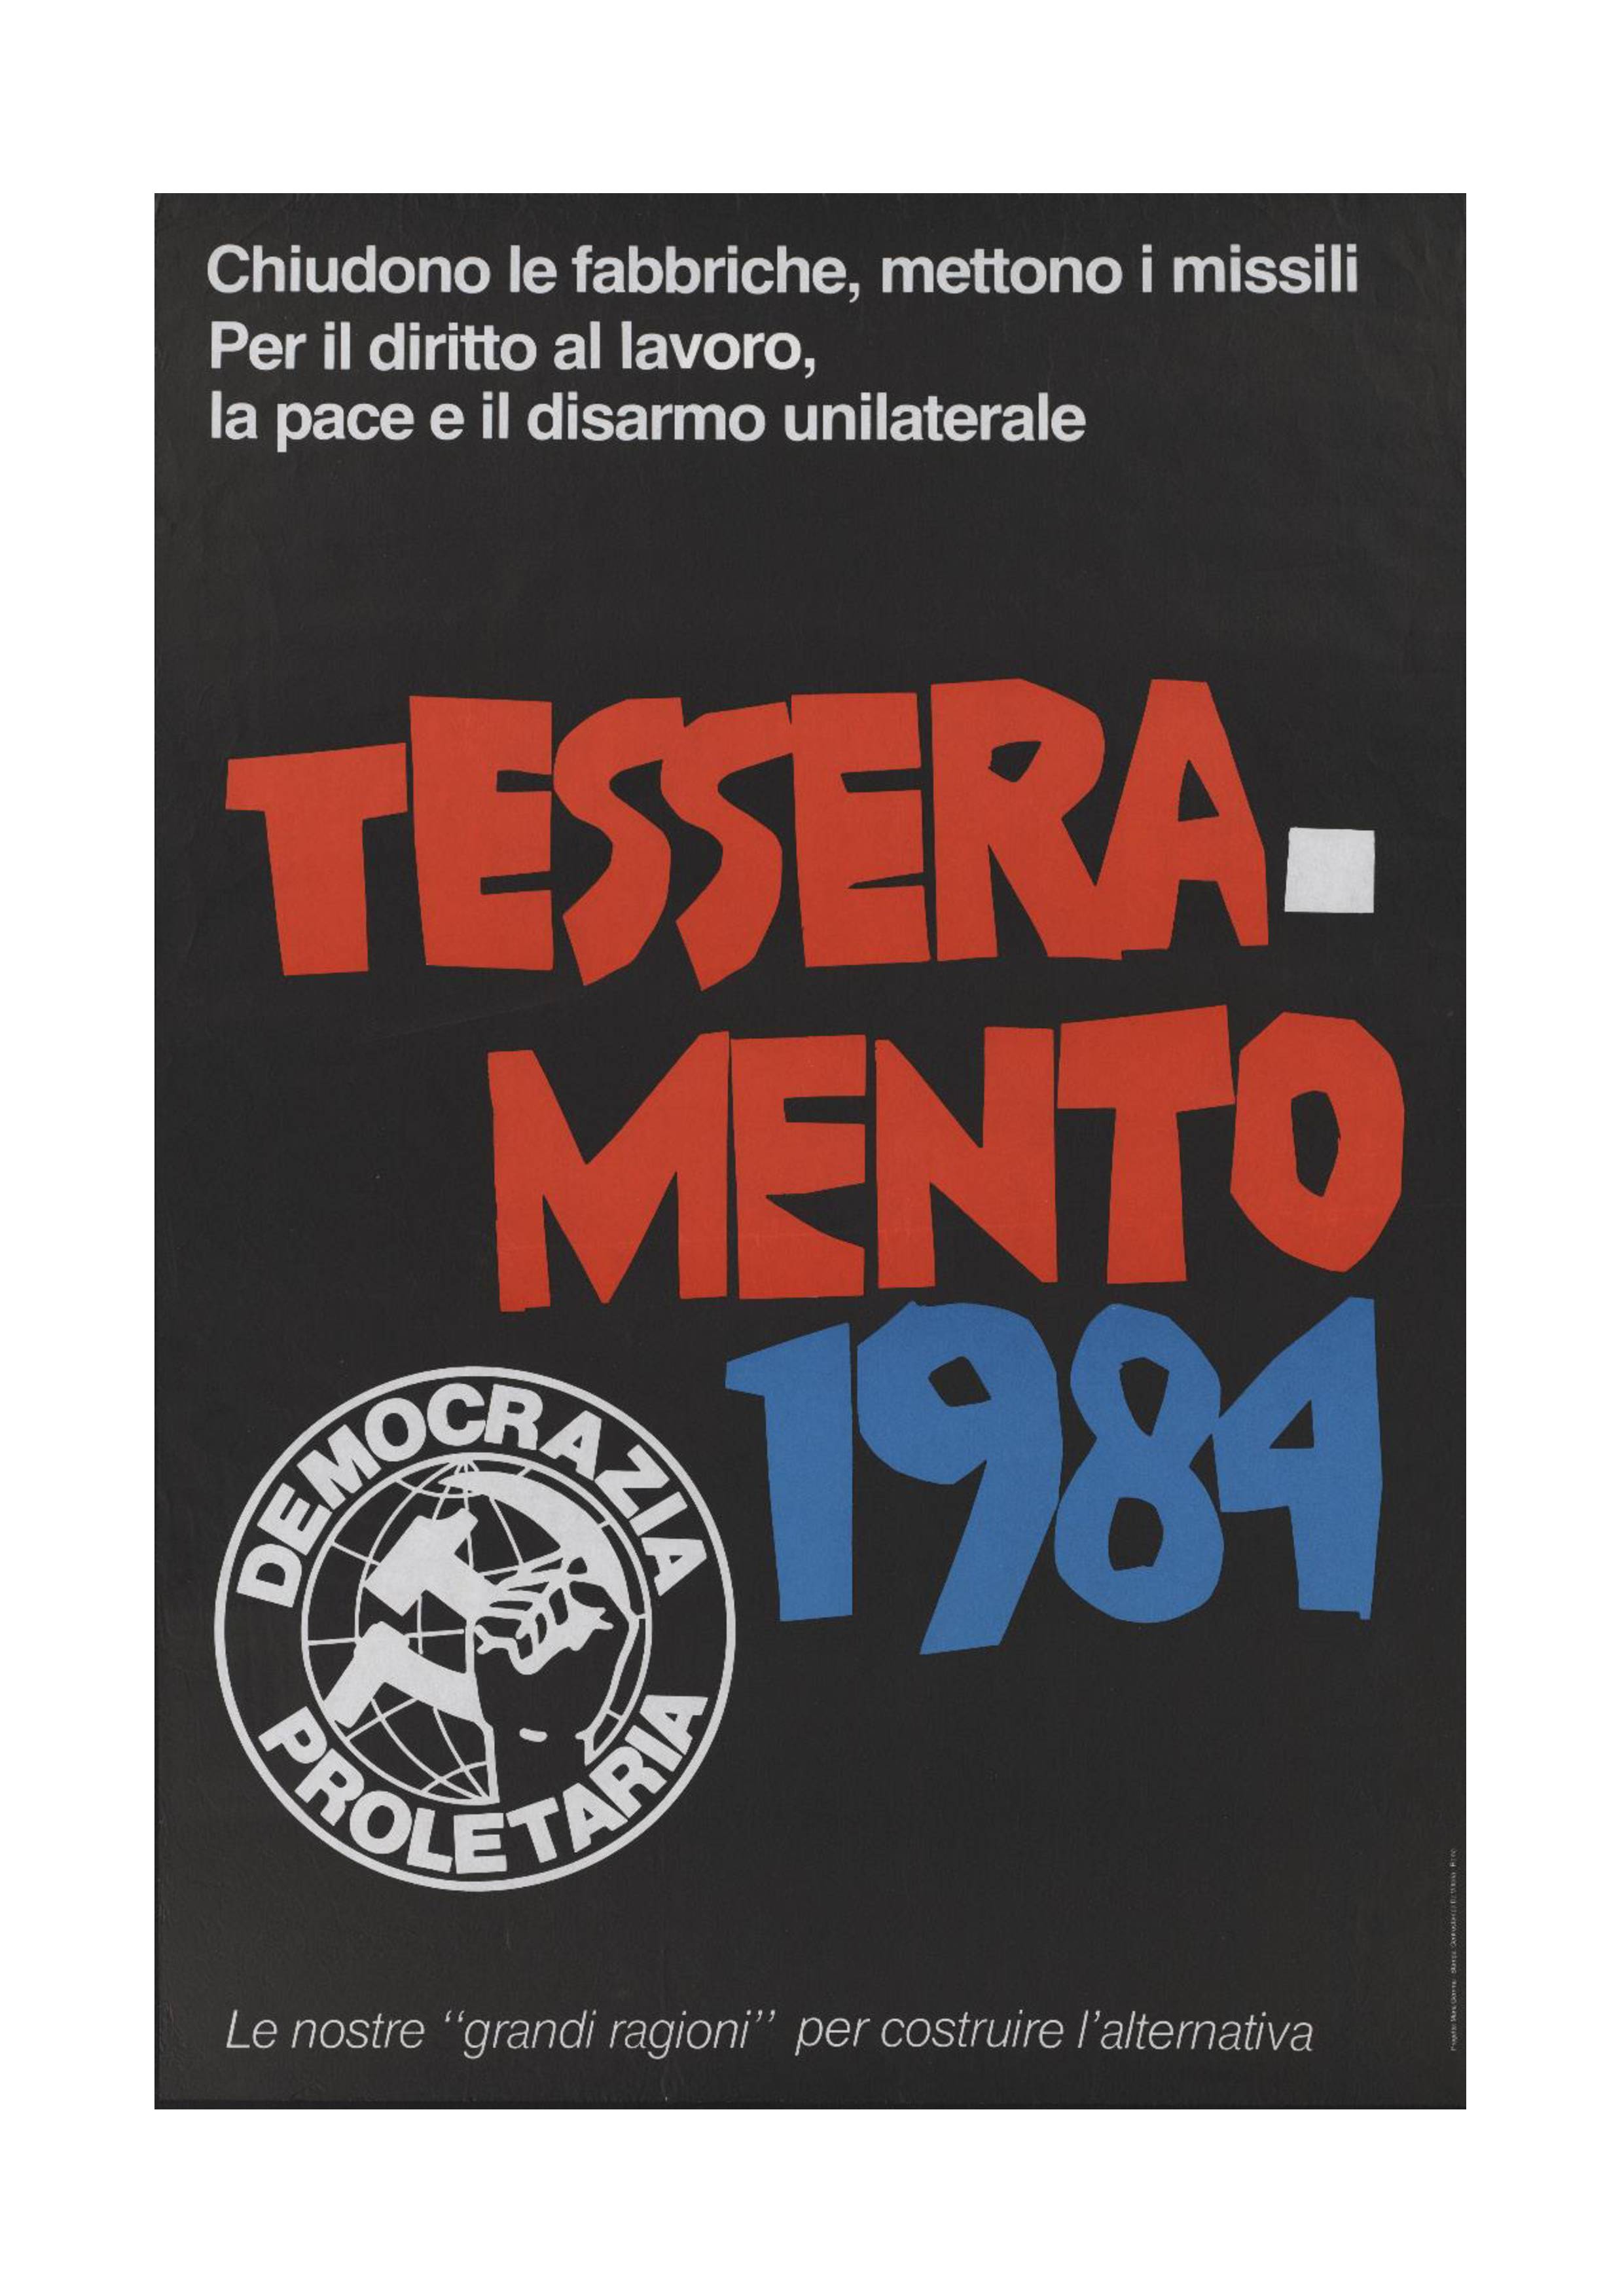 Chiudono le fabbriche, mettono i missili
Per il diritto al lavoro,
la pace e il disarmo unilaterale
TESSERA-
MENTO
1984
DEMOCRAZIA
PROLETARIA
Le nostre “grandi ragioni” per costruire l’alternativa